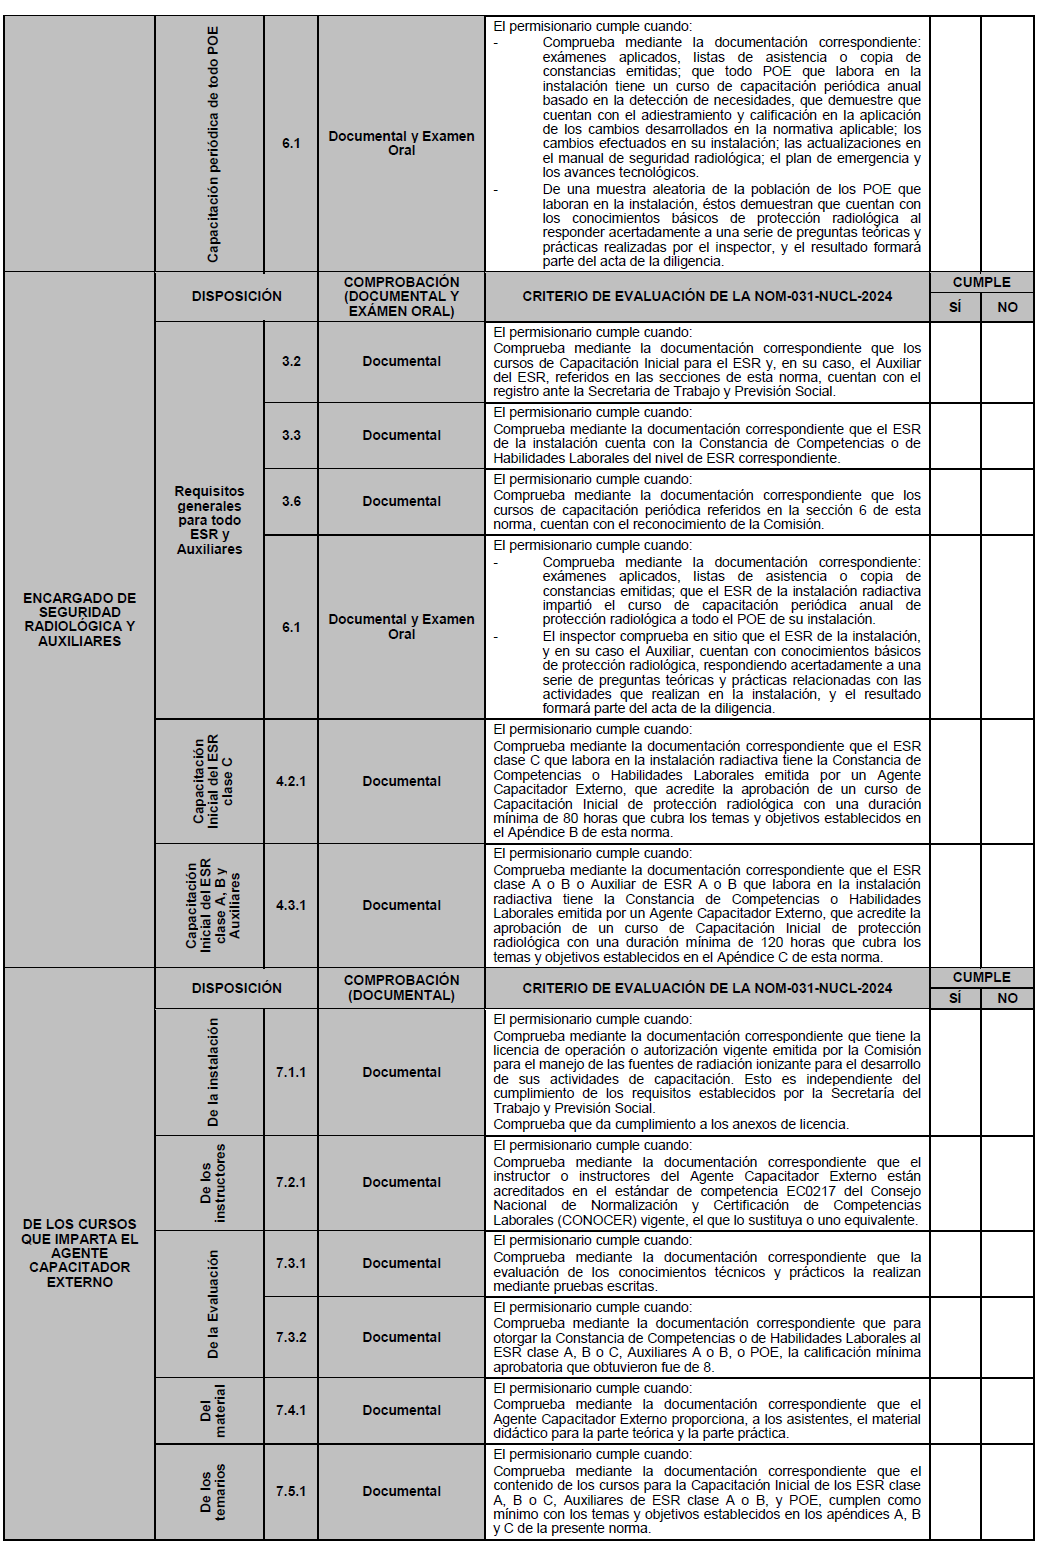 Capacitación periódica de todo POE
6.1
Documental y Examen
Oral
El permisionario cumple cuando:
- Comprueba mediante la documentación correspondiente:
exámenes aplicados, listas de asistencia o copia de
constancias emitidas; que todo POE que labora en la
instalación tiene un curso de capacitación periódica anual
basado en la detección de necesidades, que demuestre que
cuentan con el adiestramiento y calificación en la aplicación
de los cambios desarrollados en la normativa aplicable; los
cambios efectuados en su instalación; las actualizaciones en
el manual de seguridad radiológica; el plan de emergencia y
los avances tecnológicos.
- De una muestra aleatoria de la población de los POE que
laboran en la instalación, éstos demuestran que cuentan con
los conocimientos básicos de protección radiológica al
responder acertadamente a una serie de preguntas teóricas y
prácticas realizadas por el inspector, y el resultado formará
parte del acta de la diligencia.
ENCARGADO DE
SEGURIDAD
RADIOLÓGICA Y
AUXILIARES
DISPOSICIÓN
COMPROBACIÓN
(DOCUMENTAL Y
EXÁMEN ORAL)
CRITERIO DE EVALUACIÓN DE LA NOM-031-NUCL-2024
CUMPLE
SÍ
NO
Requisitos
generales
para todo
ESR y
Auxiliares
3.2
Documental
El permisionario cumple cuando:
Comprueba mediante la documentación correspondiente que los
cursos de Capacitación Inicial para el ESR y, en su caso, el Auxiliar
del ESR, referidos en las secciones de esta norma, cuentan con el
registro ante la Secretaria de Trabajo y Previsión Social.
3.3
Documental
El permisionario cumple cuando:
Comprueba mediante la documentación correspondiente que el ESR
de la instalación cuenta con la Constancia de Competencias o de
Habilidades Laborales del nivel de ESR correspondiente.
3.6
Documental
El permisionario cumple cuando:
Comprueba mediante la documentación correspondiente que los
cursos de capacitación periódica referidos en la sección 6 de esta
norma, cuentan con el reconocimiento de la Comisión.
6.1
Documental y Examen
Oral
El permisionario cumple cuando:
- Comprueba mediante la documentación correspondiente:
exámenes aplicados, listas de asistencia o copia de
constancias emitidas; que el ESR de la instalación radiactiva
impartió el curso de capacitación periódica anual de
protección radiológica a todo el POE de su instalación.
- El inspector comprueba en sitio que el ESR de la instalación,
y en su caso el Auxiliar, cuentan con conocimientos básicos
de protección radiológica, respondiendo acertadamente a una
serie de preguntas teóricas y prácticas relacionadas con las
actividades que realizan en la instalación, y el resultado
formará parte del acta de la diligencia.
Capacitación
Inicial del ESR
clase C
4.2.1
Documental
El permisionario cumple cuando:
Comprueba mediante la documentación correspondiente que el ESR
clase C que labora en la instalación radiactiva tiene la Constancia de
Competencias o Habilidades Laborales emitida por un Agente
Capacitador Externo, que acredite la aprobación de un curso de
Capacitación Inicial de protección radiológica con una duración
mínima de 80 horas que cubra los temas y objetivos establecidos en
el Apéndice B de esta norma.
Capacitación
Inicial del ESR
clase A, B y
Auxiliares
4.3.1
Documental
El permisionario cumple cuando:
Comprueba mediante la documentación correspondiente que el ESR
clase A o B o Auxiliar de ESR A o B que labora en la instalación
radiactiva tiene la Constancia de Competencias o Habilidades
Laborales emitida por un Agente Capacitador Externo, que acredite la
aprobación de un curso de Capacitación Inicial de protección
radiológica con una duración mínima de 120 horas que cubra los
temas y objetivos establecidos en el Apéndice C de esta norma.
DE LOS CURSOS
QUE IMPARTA EL
AGENTE
CAPACITADOR
EXTERNO
DISPOSICIÓN
COMPROBACIÓN
(DOCUMENTAL)
CRITERIO DE EVALUACIÓN DE LA NOM-031-NUCL-2024
CUMPLE
SÍ
NO
De la instalación
7.1.1
Documental
El permisionario cumple cuando:
Comprueba mediante la documentación correspondiente que tiene la
licencia de operación o autorización vigente emitida por la Comisión
para el manejo de las fuentes de radiación ionizante para el desarrollo
de sus actividades de capacitación. Esto es independiente del
cumplimiento de los requisitos establecidos por la Secretaría del
Trabajo y Previsión Social.
Comprueba que da cumplimiento a los anexos de licencia.
De los
instructores
7.2.1
Documental
El permisionario cumple cuando:
Comprueba mediante la documentación correspondiente que el
instructor o instructores del Agente Capacitador Externo están
acreditados en el estándar de competencia EC0217 del Consejo
Nacional de Normalización y Certificación de Competencias
Laborales (CONOCER) vigente, el que lo sustituya o uno equivalente.
De la Evaluación
7.3.1
Documental
El permisionario cumple cuando:
Comprueba mediante la documentación correspondiente que la
evaluación de los conocimientos técnicos y prácticos la realizan
mediante pruebas escritas.
7.3.2
Documental
El permisionario cumple cuando:
Comprueba mediante la documentación correspondiente que para
otorgar la Constancia de Competencias o de Habilidades Laborales al
ESR clase A, B o C, Auxiliares A o B, o POE, la calificación mínima
aprobatoria que obtuvieron fue de 8.
Del
material
7.4.1
Documental
El permisionario cumple cuando:
Comprueba mediante la documentación correspondiente que el
Agente Capacitador Externo proporciona, a los asistentes, el material
didáctico para la parte teórica y la parte práctica.
De los
temarios
7.5.1
Documental
El permisionario cumple cuando:
Comprueba mediante la documentación correspondiente que el
contenido de los cursos para la Capacitación Inicial de los ESR clase
A, B o C, Auxiliares de ESR clase A o B, y POE, cumplen como
mínimo con los temas y objetivos establecidos en los apéndices A, B
y C de la presente norma.